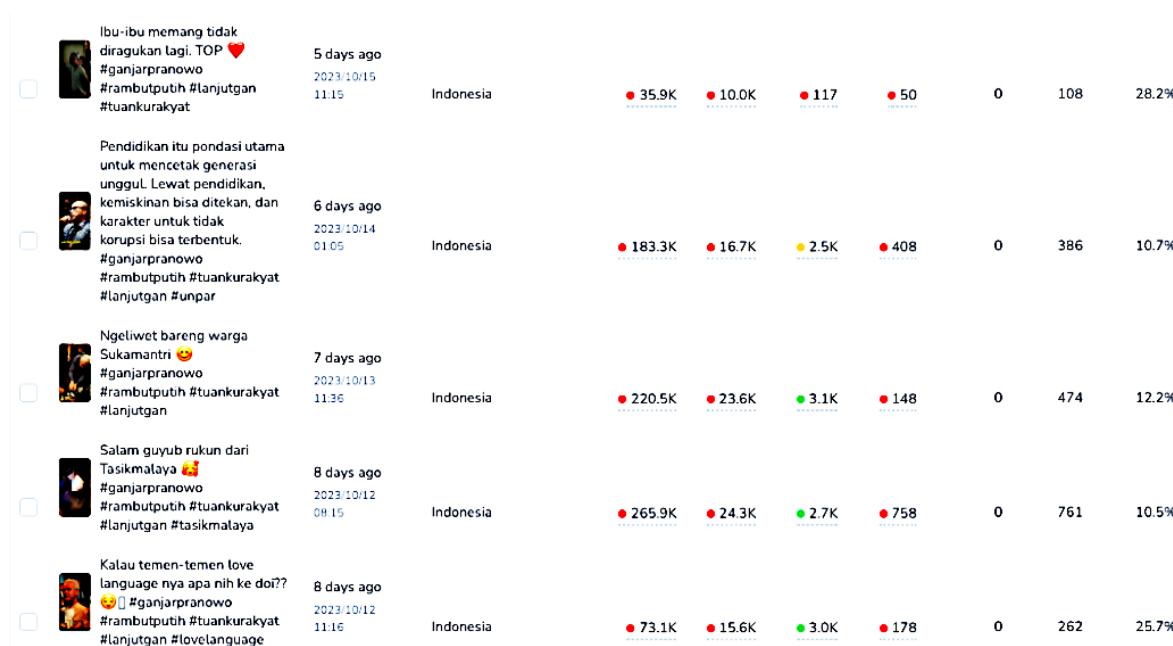 Ibu-ibu memang tidak
diragukan lagi. TOP ❤️
#ganjarpranowo
#rambutputih #lanjutgan
#tuankurakyat
5 days ago
2023/10/15
11:15
Indonesia
35.9K 10.0K 117 50 0 108 28.2%
Pendidikan itu pondasi utama
untuk mencetak generasi
unggul. Lewat pendidikan,
kemiskinan bisa ditekan, dan
karakter untuk tidak
korupsi bisa terbentuk.
#ganjarpranowo
#rambutputih #tuankurakyat
#lanjutgan #unpar
6 days ago
2023/10/14
01:05
Indonesia
183.3K 16.7K 2.5K 408 0 386 10.7%
Ngeliwet bareng warga
Sukamantri 😋
#ganjarpranowo
#rambutputih #tuankurakyat
#lanjutgan
7 days ago
2023/10/13
11:36
Indonesia
220.5K 23.6K 3.1K 148 0 474 12.2%
Salam guyub rukun dari
Tasikmalaya 🥰
#ganjarpranowo
#rambutputih #tuankurakyat
#lanjutgan #tasikmalaya
8 days ago
2023/10/12
08:15
Indonesia
265.9K 24.3K 2.7K 758 0 761 10.5%
Kalau temen-temen love
language nya apa nih ke doi??
😌▯ #ganjarpranowo
#rambutputih #tuankurakyat
#lanjutgan #lovelanguage
8 days ago
2023/10/12
11:16
Indonesia
73.1K 15.6K 3.0K 178 0 262 25.7%